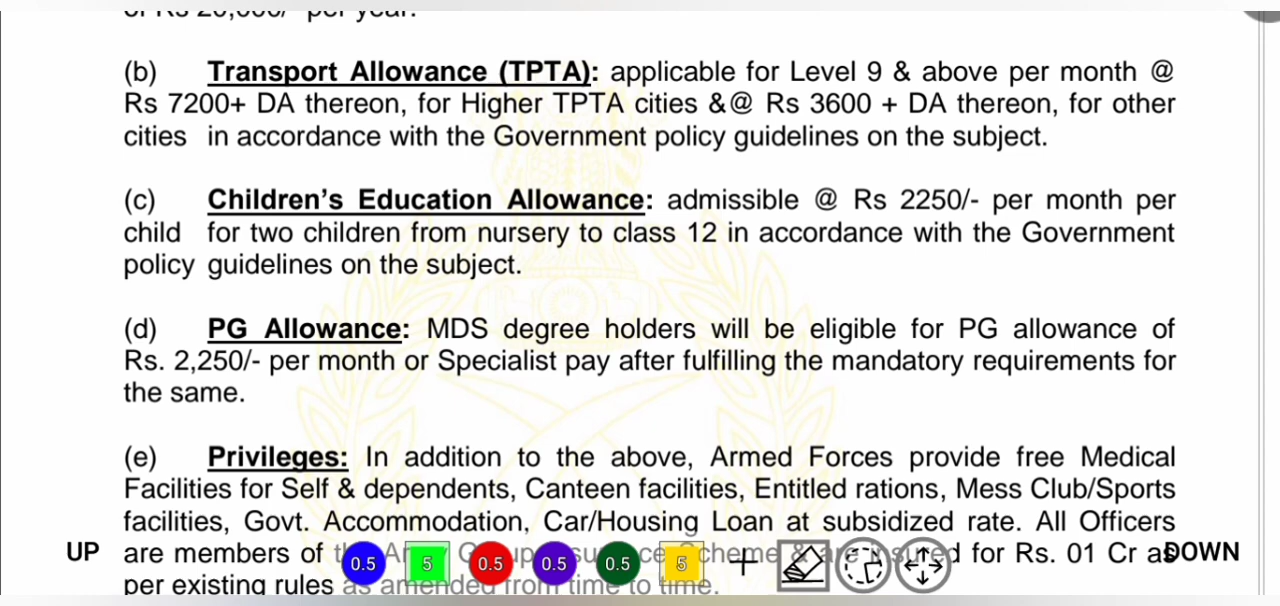 (b) Transport Allowance (TPTA): applicable for Level 9 & above per month @
Rs 7200+ DA thereon, for Higher TPTA cities &@ Rs 3600 + DA thereon, for other
cities in accordance with the Government policy guidelines on the subject.
(c) Children's Education Allowance: admissible @ Rs 2250/- per month per
child for two children from nursery to class 12 in accordance with the Government
policy guidelines on the subject.
(d) PG Allowance: MDS degree holders will be eligible for PG allowance of
Rs. 2,250/- per month or Specialist pay after fulfilling the mandatory requirements for
the same.
(e) Privileges: In addition to the above, Armed Forces provide free Medical
Facilities for Self & dependents, Canteen facilities, Entitled rations, Mess Club/Sports
facilities, Govt. Accommodation, Car/Housing Loan at subsidized rate. All Officers
UP are members of for Rs. 01 Cr as DOWN
0.5 5 0.5 0.5 0.5 5
per existing rules as amended from time to time.